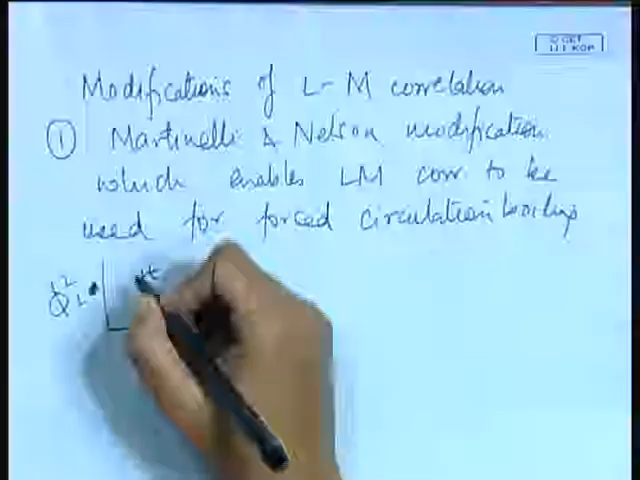 Modifications of L-M correlation
① Martinelli & Nelson modification
which enables LM corr to be
used for forced circulation boiling